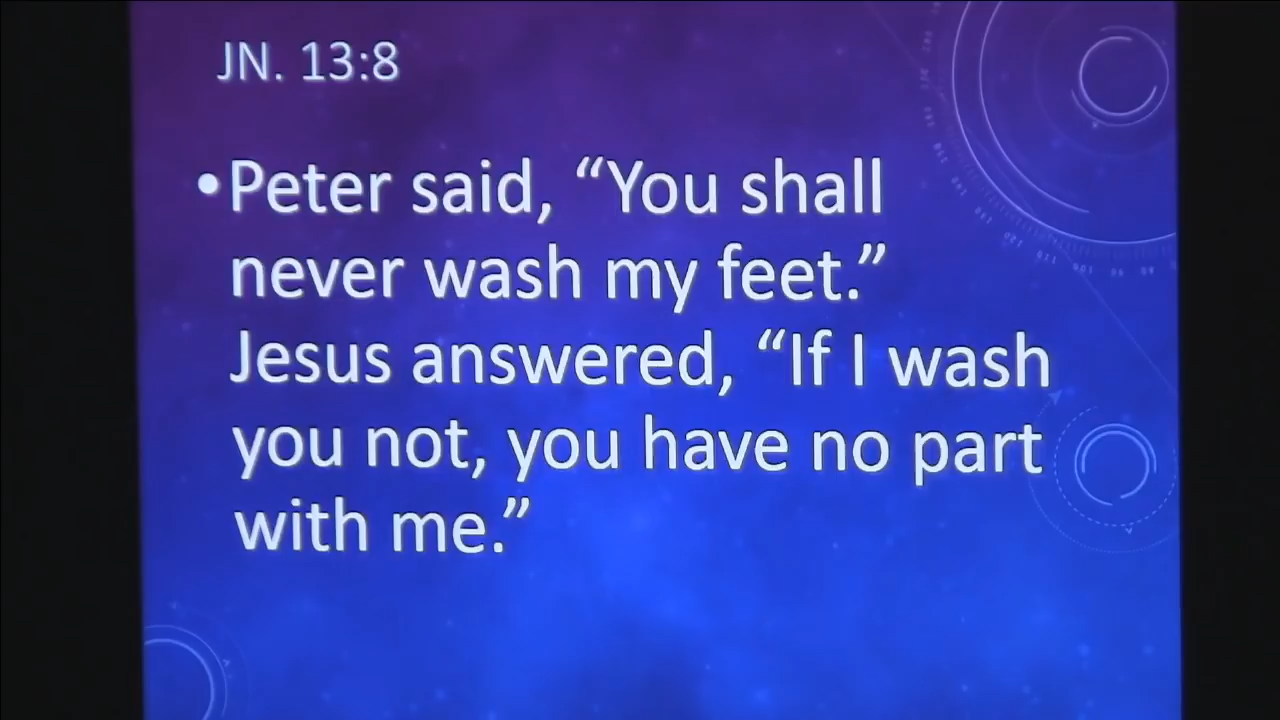 JN. 13:8
•Peter said, “You shall
never wash my feet.”
Jesus answered, “If I wash
you not, you have no part
with me.”